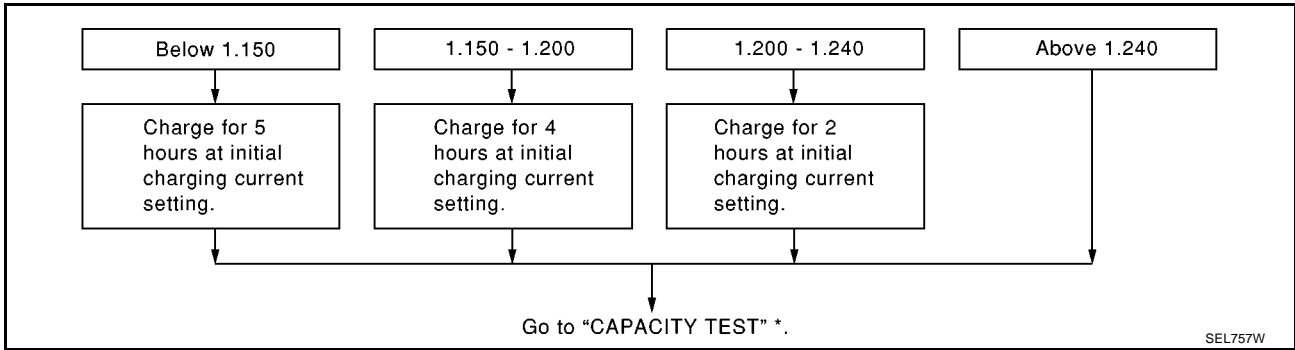 Below 1.150
1.150 - 1.200
1.200 - 1.240
Above 1.240
Charge for 5
hours at initial
charging current
setting.
Charge for 4
hours at initial
charging current
setting.
Charge for 2
hours at initial
charging current
setting.
Go to “CAPACITY TEST” *.
SEL757W